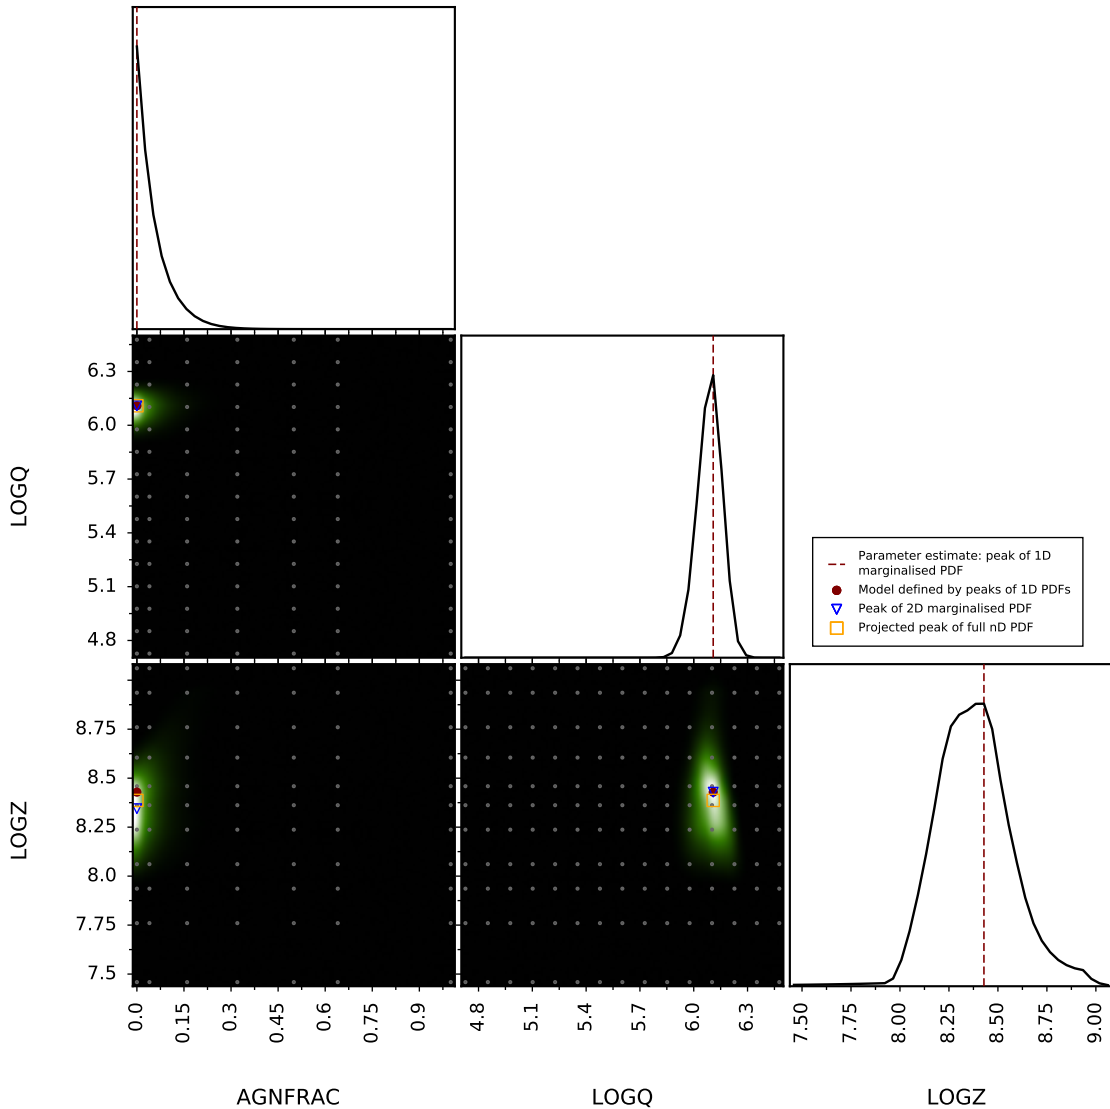 6.3
6.0
5.7
5.4
5.1
4.8
LOGQ
Parameter estimate: peak of 1D
marginalised PDF
Model defined by peaks of 1D PDFs
Peak of 2D marginalised PDF
Projected peak of full nD PDF
8.75
8.5
8.25
8.0
7.75
7.5
LOGZ
0.0 0.15 0.3 0.45 0.6 0.75 0.9
4.8 5.1 5.4 5.7 6.0 6.3
7.50 7.75 8.00 8.25 8.50 8.75 9.00
AGNFRAC LOGQ LOGZ